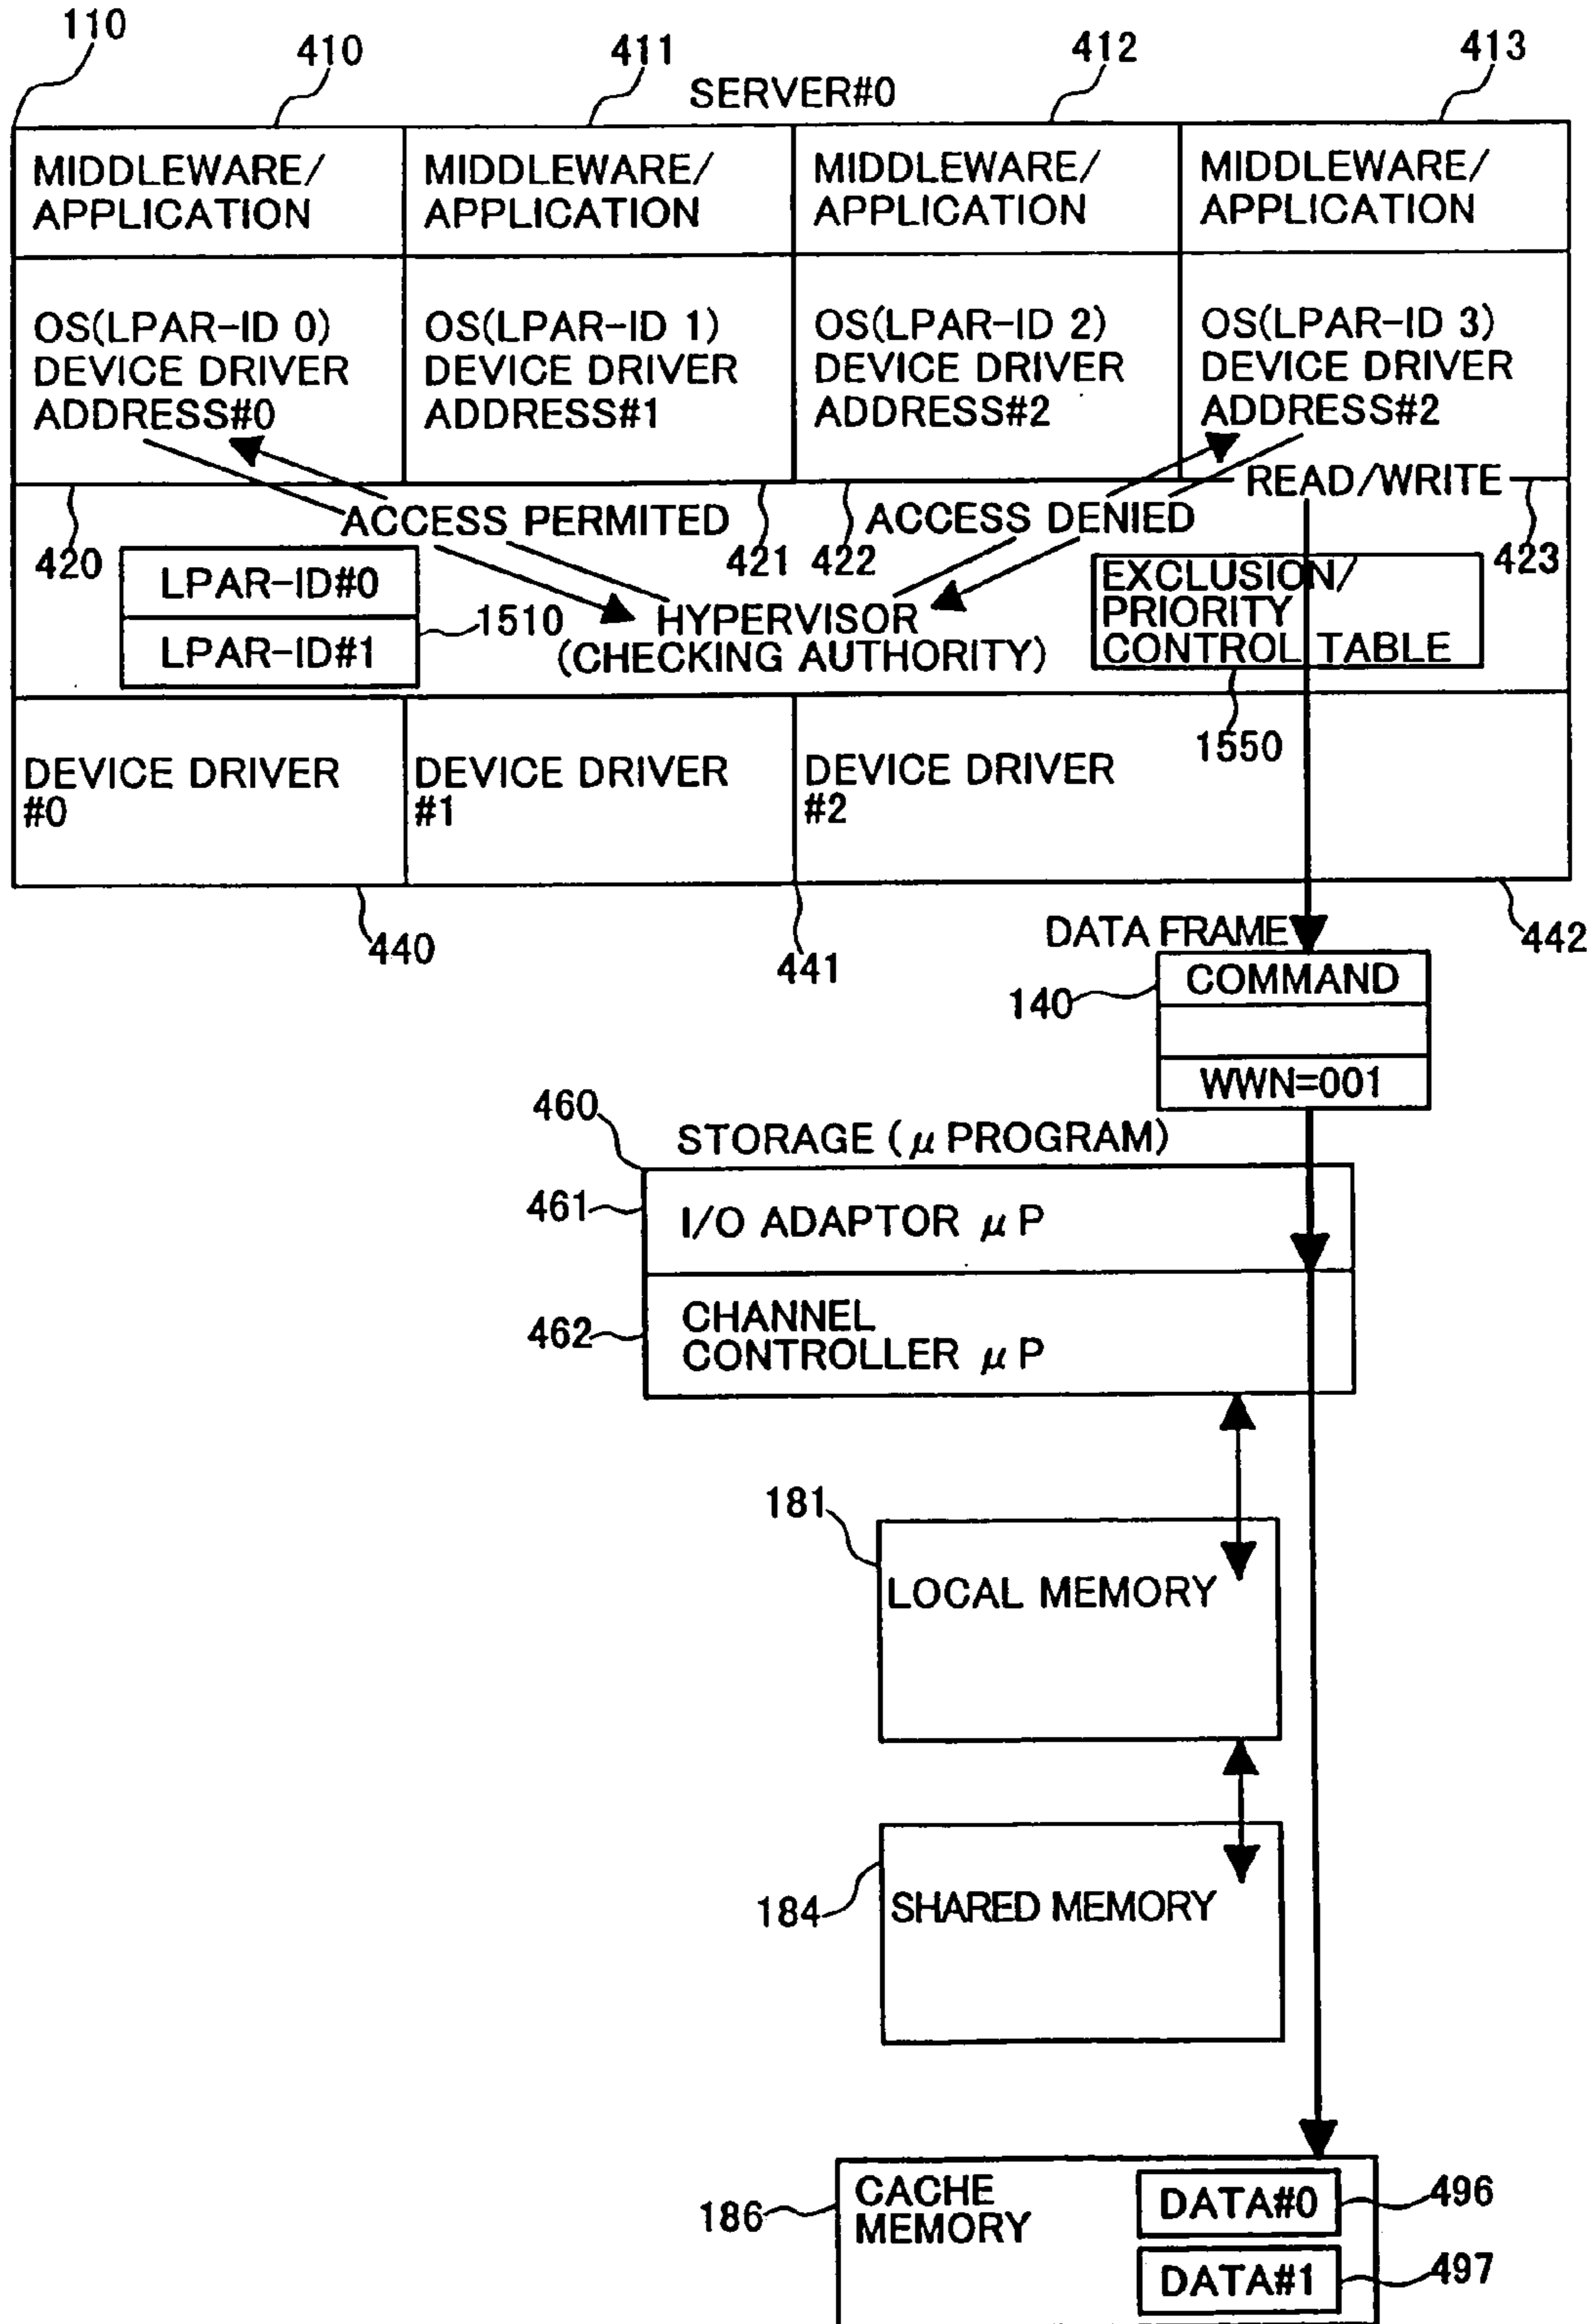 110
410
411
412
413
SERVER#0
MIDDLEWARE/
APPLICATION
MIDDLEWARE/
APPLICATION
MIDDLEWARE/
APPLICATION
MIDDLEWARE/
APPLICATION
OS(LPAR-ID 0)
DEVICE DRIVER
ADDRESS#0
OS(LPAR-ID 1)
DEVICE DRIVER
ADDRESS#1
OS(LPAR-ID 2)
DEVICE DRIVER
ADDRESS#2
OS(LPAR-ID 3)
DEVICE DRIVER
ADDRESS#2
READ/WRITE
ACCESS PERMITED
ACCESS DENIED
420
421
422
423
LPAR-ID#0
LPAR-ID#1
1510
HYPERVISOR
(CHECKING AUTHORITY)
EXCLUSION/
PRIORITY
CONTROL TABLE
1550
DEVICE DRIVER
#0
DEVICE DRIVER
#1
DEVICE DRIVER
#2
440
441
442
DATA FRAME
140
COMMAND
WWN=001
460
STORAGE (μ PROGRAM)
461
I/O ADAPTOR μ P
462
CHANNEL
CONTROLLER μ P
181
LOCAL MEMORY
184
SHARED MEMORY
186
CACHE
MEMORY
DATA#0
496
DATA#1
497